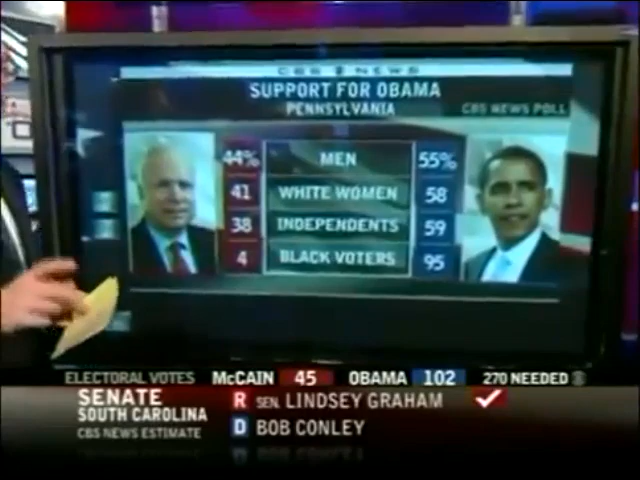 CBS NEWS
SUPPORT FOR OBAMA
PENNSYLVANIA
CBS NEWS POLL
44% MEN 55%
41 WHITE WOMEN 58
38 INDEPENDENTS 59
4 BLACK VOTERS 95
ELECTORAL VOTES McCAIN 45 OBAMA 102 270 NEEDED
SENATE R SEN. LINDSEY GRAHAM
SOUTH CAROLINA
CBS NEWS ESTIMATE D BOB CONLEY